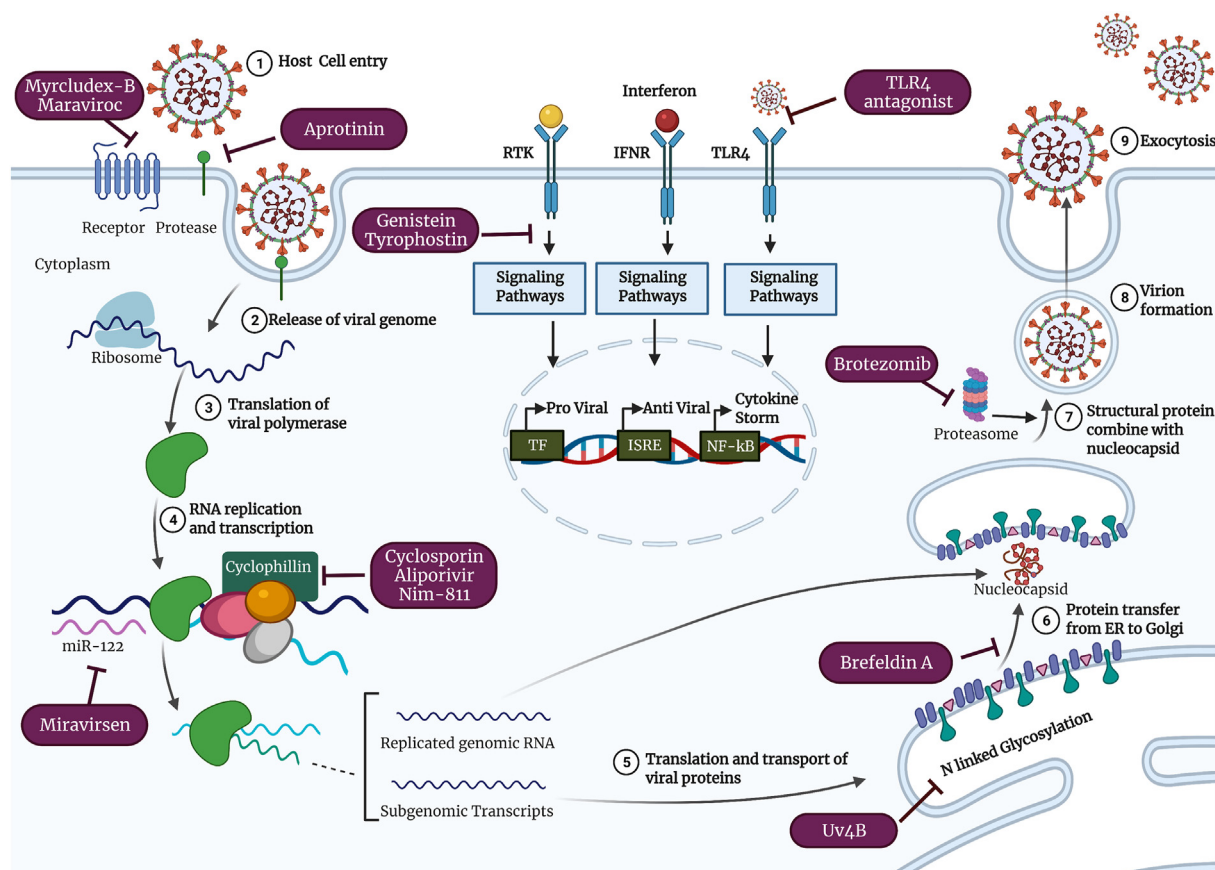 1 Host Cell entry
Myrcludex-B
Maraviroc
Aprotinin
Receptor
Protease
Cytoplasm
RTK
Interferon
IFNR
TLR4
TLR4
antagonist
9 Exocytosis
Genistein
Tyrophostin
Signaling
Pathways
Signaling
Pathways
Signaling
Pathways
2 Release of viral genome
Ribosome
3 Translation of
viral polymerase
Pro Viral
Anti Viral
Cytokine
Storm
TF
ISRE
NF-kB
8 Virion
formation
Brotezomib
Proteasome
7 Structural protein
combine with
nucleocapsid
4 RNA replication
and transcription
Cyclophillin
Cyclosporin
Aliporivir
Nim-811
miR-122
Miravirsen
Replicated genomic RNA
Subgenomic Transcripts
5 Translation and transport of
viral proteins
Nucleocapsid
6 Protein transfer
from ER to Golgi
Brefeldin A
N linked Glycosylation
Uv4B